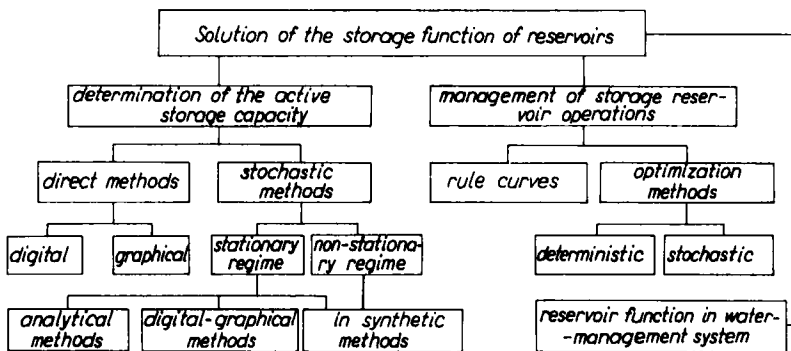 Solution of the storage function of reservoirs
determination of the active
storage capacity
management of storage reser-
voir operations
direct methods
stochastic
methods
rule curves
optimization
methods
digital
graphical
stationary
regime
non-stationa-
ry regime
deterministic
stochastic
analytical
methods
digital-graphical
methods
in synthetic methods
reservoir function in water-
-management system